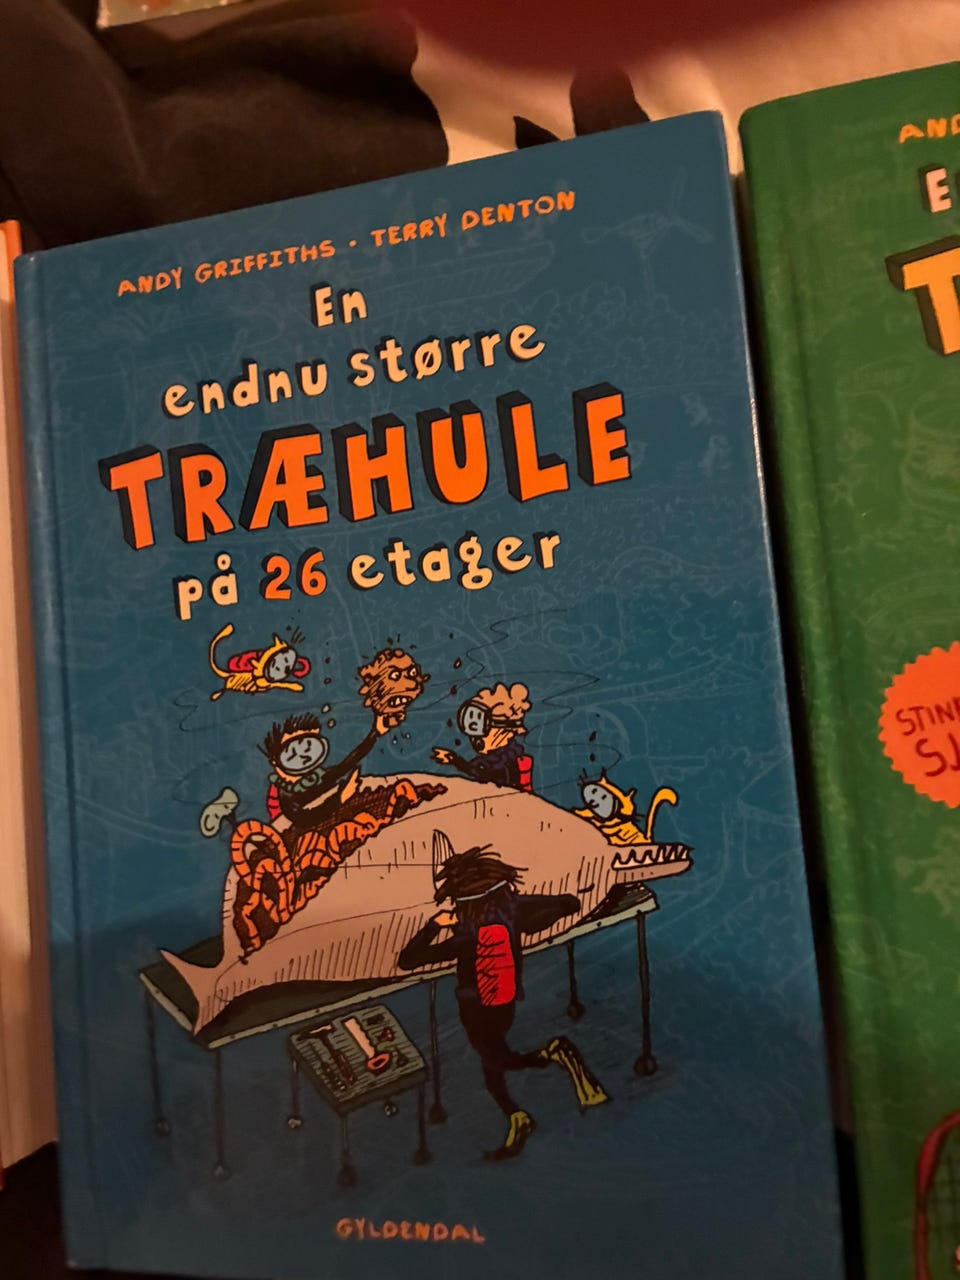 ANDY GRIFFITHS · TERRY DENTON
En
endnu større
TRÆHULE
på 26 etager
GYLDENDAL